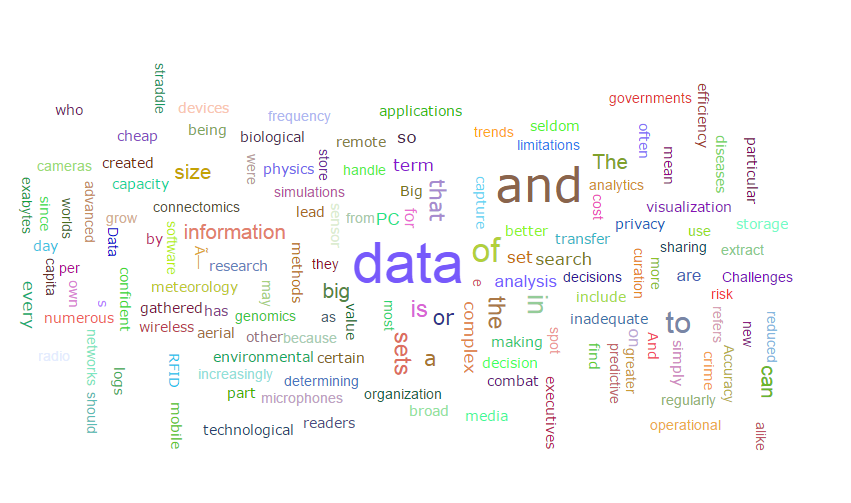 straddle
who
devices
frequency
applications
governments
efficiency
cheap
being
biological
remote
so
trends
seldom
limitations
often
diseases
particular
cameras
created
size
were
physics
store
handle
term
The
mean
exabytes
since
worlds
advanced
capacity
connectomics
simulations
Big
that
capture
and
analytics
cost
visualization
grow
lead
sensor
from
PC
for
better
privacy
use
storage
day
Data
by
software
information
data
of
transfer
sharing
extract
capita
per
Ä—
research
methods
they
set
search
curation
more
every
own
s
confident
meteorology
may
big
value
is
e
analysis
decisions
are
Challenges
numerous
gathered
has
genomics
as
most
or
the
in
include
risk
wireless
aerial
other
because
complex
inadequate
to
refers
new
reduced
radio
networks
RFID
environmental
certain
sets
a
making
spot
on
And
simply
can
should
logs
increasingly
determining
decision
find
predictive
greater
crime
Accuracy
part
microphones
organization
combat
executives
regularly
mobile
technological
readers
broad
media
operational
alike